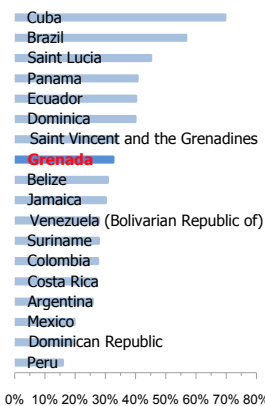 Cuba
Brazil
Saint Lucia
Panama
Ecuador
Dominica
Saint Vincent and the Grenadines
Grenada
Belize
Jamaica
Venezuela (Bolivarian Republic of)
Suriname
Colombia
Costa Rica
Argentina
Mexico
Dominican Republic
Peru
0% 10% 20% 30% 40% 50% 60% 70% 80%